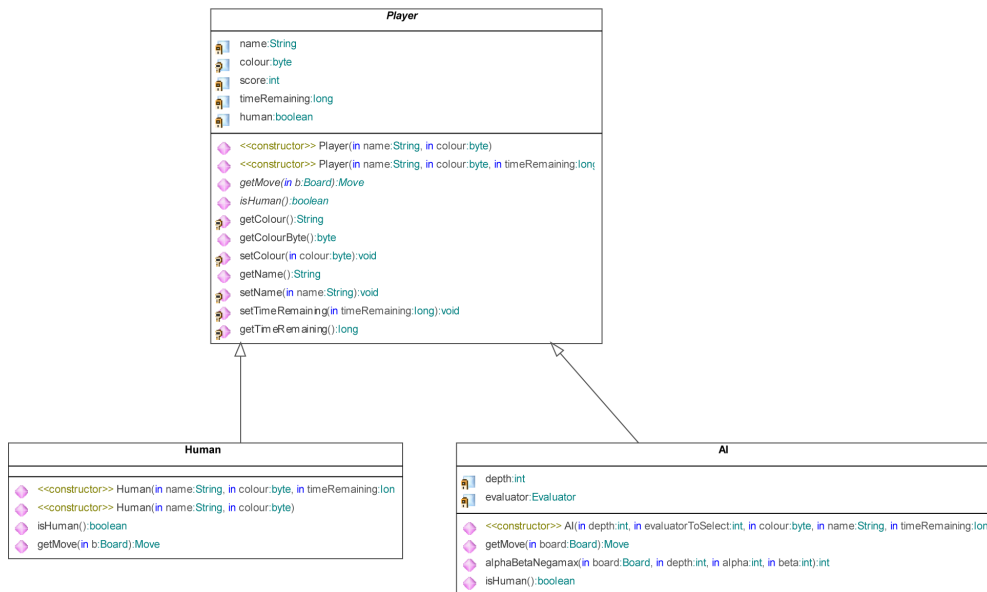 Player
name:String
colour:byte
score:int
timeRemaining:long
human:boolean
<<constructor>> Player(in name:String, in colour:byte)
<<constructor>> Player(in name:String, in colour:byte, in timeRemaining:long
getMove(in b:Board):Move
isHuman():boolean
getColour():String
getColourByte():byte
setColour(in colour:byte):void
getName():String
setName(in name:String):void
setTimeRemaining(in timeRemaining:long):void
getTimeRemaining():long
Human
<<constructor>> Human(in name:String, in colour:byte, in timeRemaining:lon
<<constructor>> Human(in name:String, in colour:byte)
isHuman():boolean
getMove(in b:Board):Move
AI
depth:int
evaluator:Evaluator
<<constructor>> AI(in depth:int, in evaluatorToSelect:int, in colour:byte, in name:String, in timeRemaining:lon
getMove(in board:Board):Move
alphaBetaNegamax(in board:Board, in depth:int, in alpha:int, in beta:int):int
isHuman():boolean